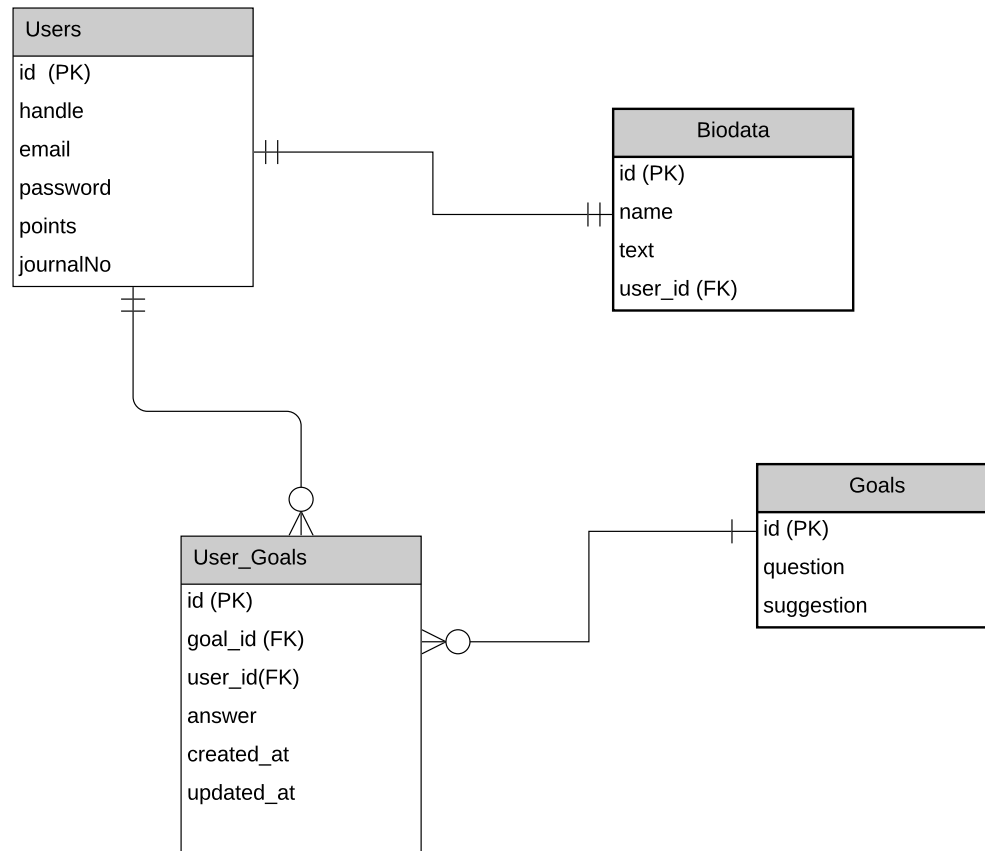 Users
id  (PK)
handle
email
password
points
journalNo
Biodata
id (PK)
name
text
user_id (FK)
User_Goals
id (PK)
goal_id (FK)
user_id(FK)
answer
created_at
updated_at
Goals
id (PK)
question
suggestion